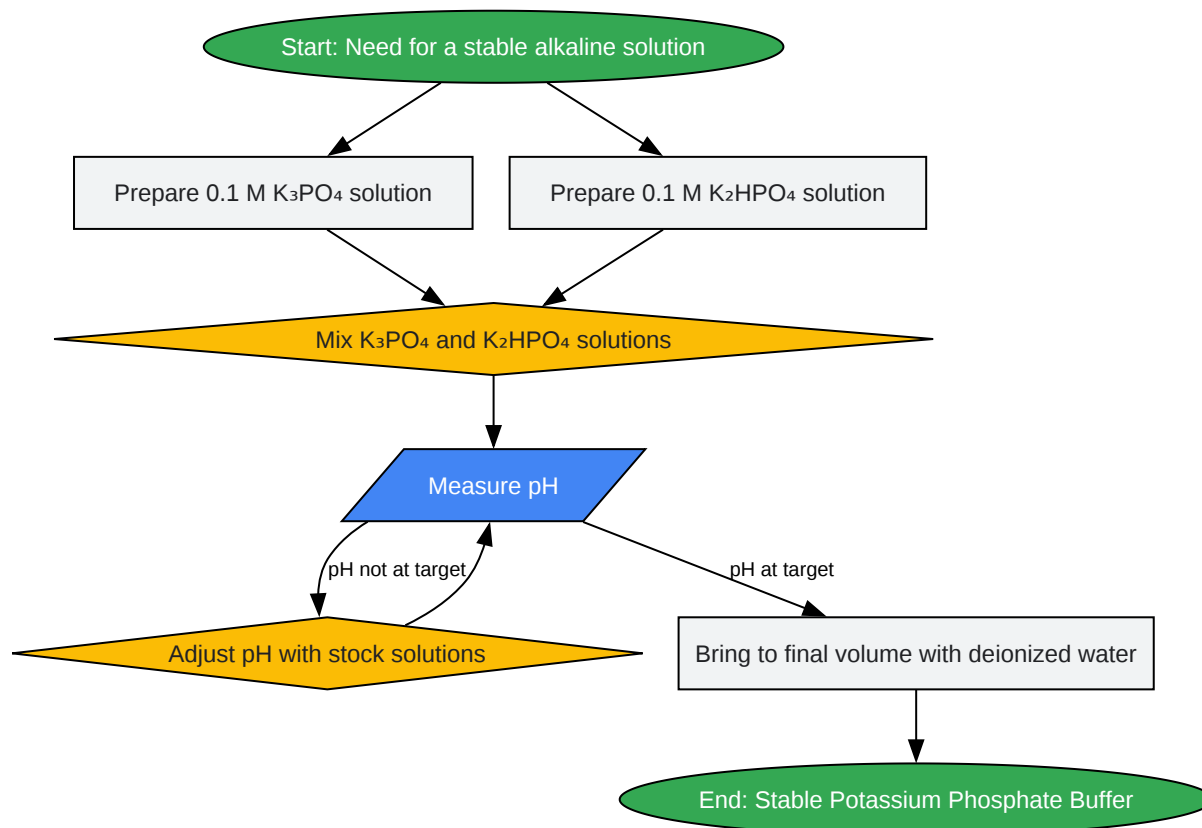 Start: Need for a stable alkaline solution
Prepare 0.1 M K₃PO₄ solution
Prepare 0.1 M K₂HPO₄ solution
Mix K₃PO₄ and K₂HPO₄ solutions
Measure pH
pH not at target
pH at target
Adjust pH with stock solutions
Bring to final volume with deionized water
End: Stable Potassium Phosphate Buffer